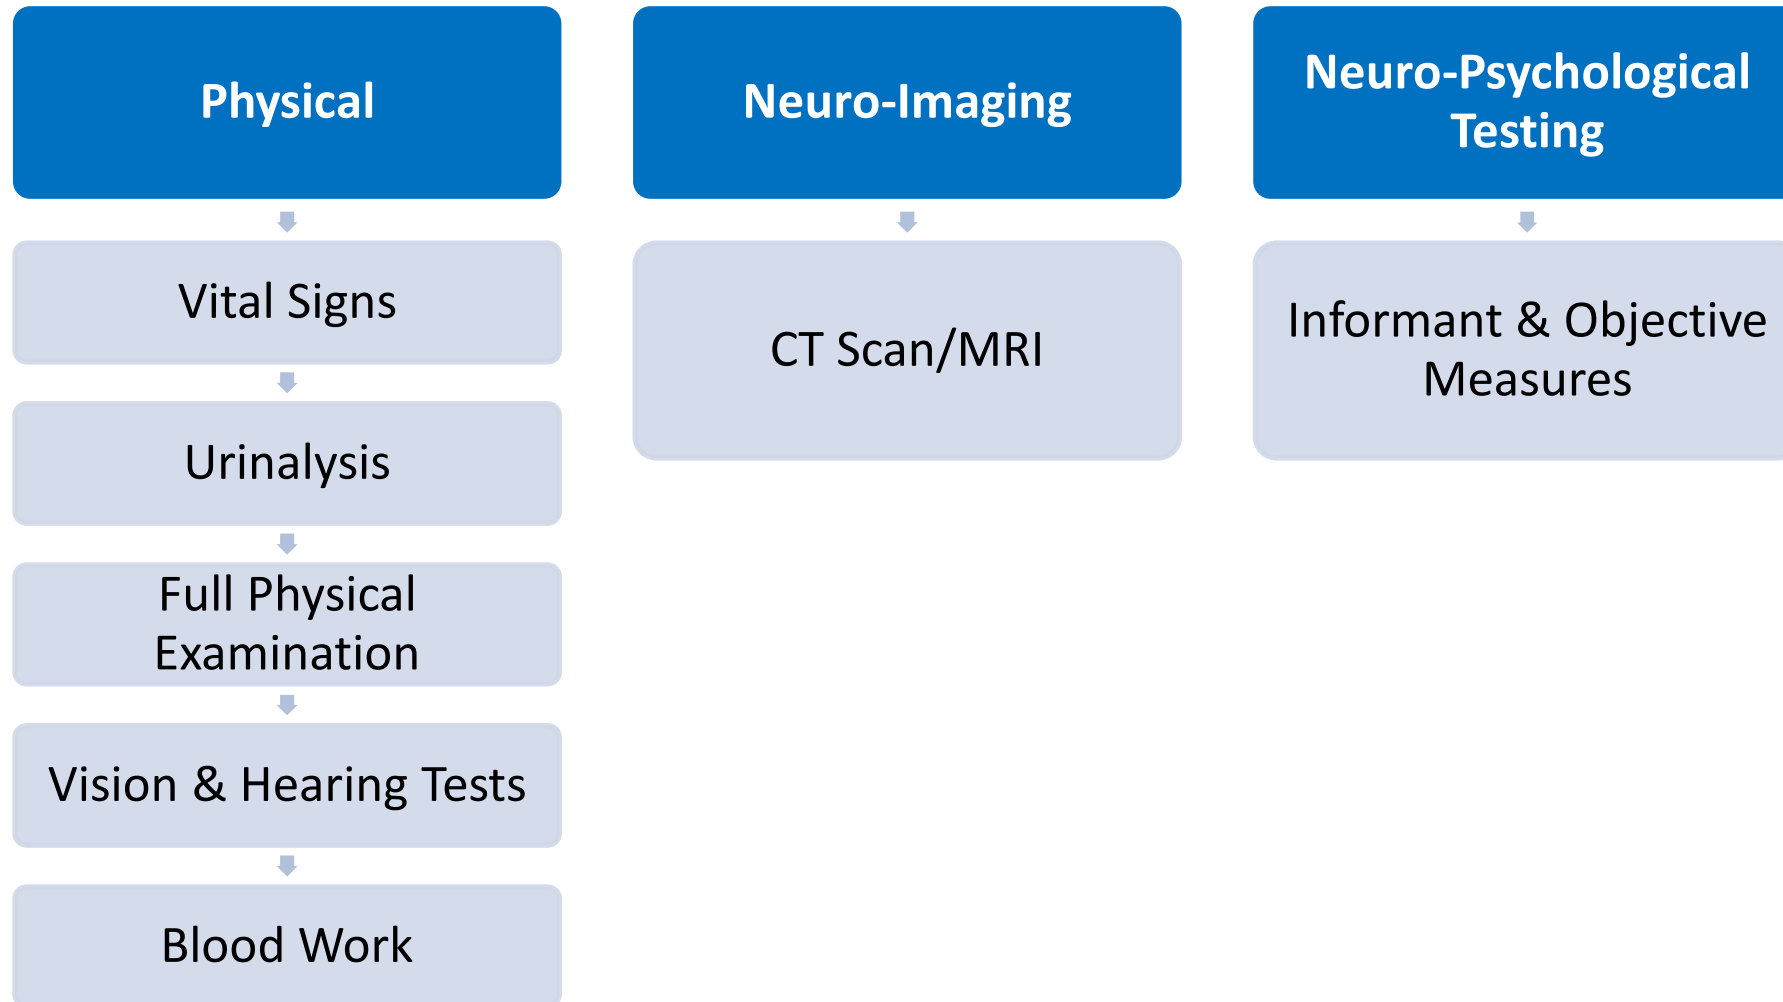 Physical
Vital Signs
Urinalysis
Full Physical
Examination
Vision & Hearing Tests
Blood Work
Neuro-Imaging
CT Scan/MRI
Neuro-Psychological
Testing
Informant & Objective
Measures